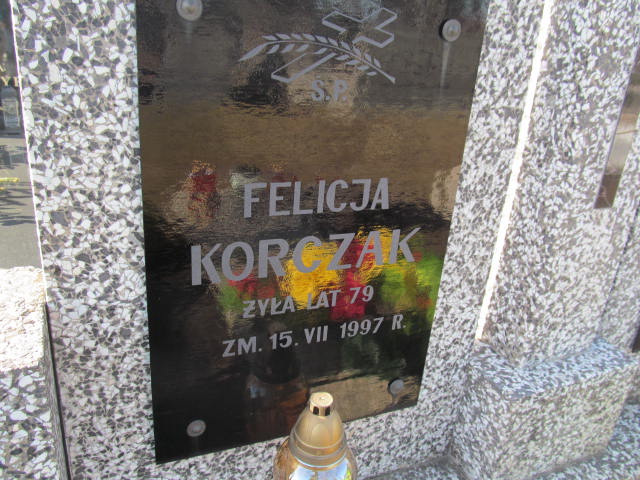 Ś.P.
FELICJA
KORCZAK
ŻYŁA LAT 79
ZM. 15. VII 1997 R.